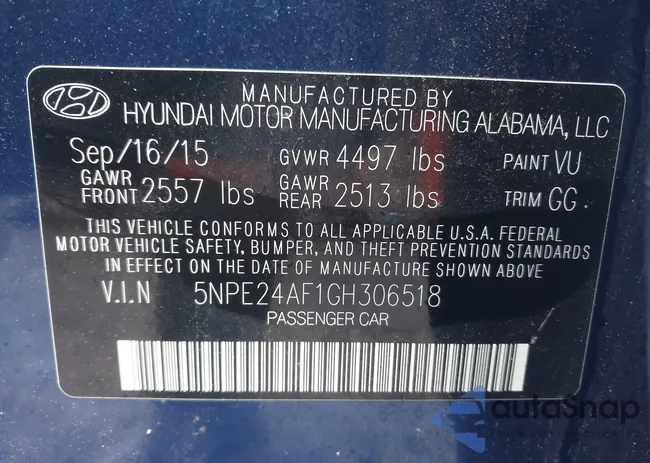 MANUFACTURED BY
HYUNDAI MOTOR MANUFACTURING ALABAMA, LLC
Sep/16/15 GVWR 4497 lbs PAINT VU
GAWR FRONT 2557 lbs GAWR REAR 2513 lbs TRIM GG.
THIS VEHICLE CONFORMS TO ALL APPLICABLE U.S.A. FEDERAL
MOTOR VEHICLE SAFETY, BUMPER, AND THEFT PREVENTION STANDARDS
IN EFFECT ON THE DATE OF MANUFACTURE SHOWN ABOVE
V.I.N 5NPE24AF1GH306518
PASSENGER CAR
autoSnap